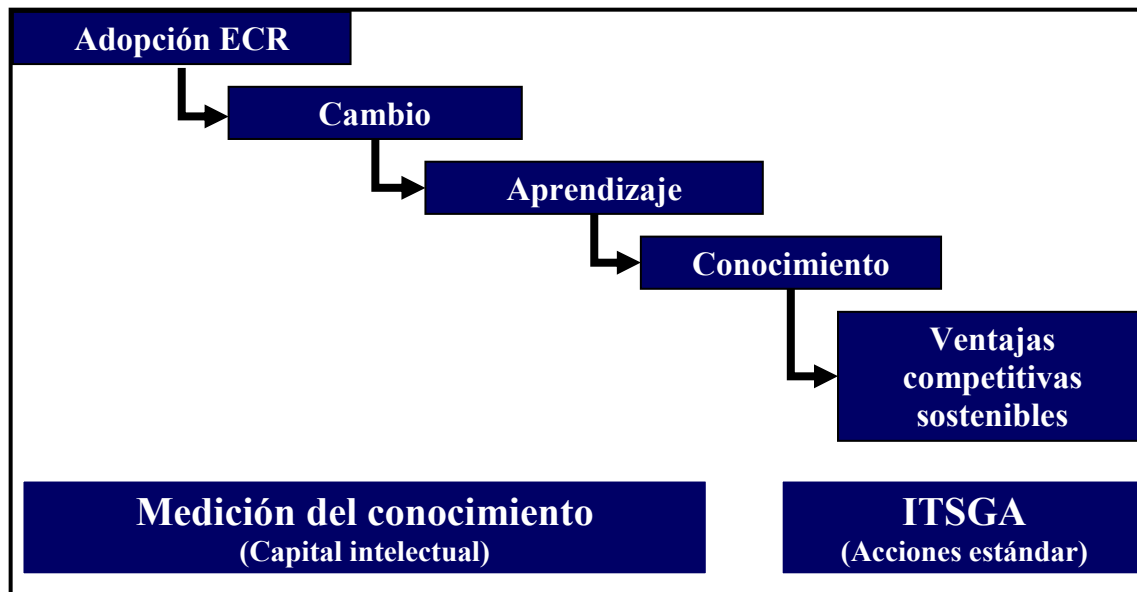 Adopción ECR
Cambio
Aprendizaje
Conocimiento
Ventajas
competitivas
sostenibles
Medición del conocimiento
(Capital intelectual)
ITSGA
(Acciones estándar)